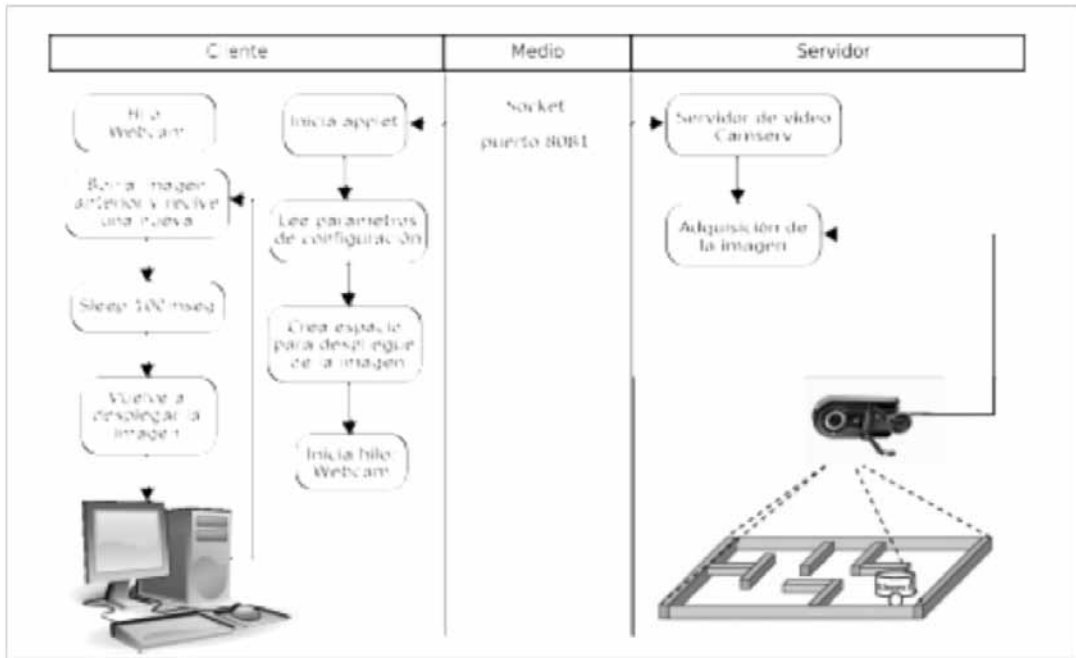 Cliente
Medio
Servidor
Hilo
Webcam
Borra imagen
anterior y recive
una nueva
Sleep 100 mseg
Vuelve a
desplegar la
imagen
Inicia applet
Lee parámetros
de configuración
Crea espacio
para despliegue
de la imagen
Inicia hilo
Webcam
Socket
puerto 8081
Servidor de video
Camserv
Adquisición de
la imagen